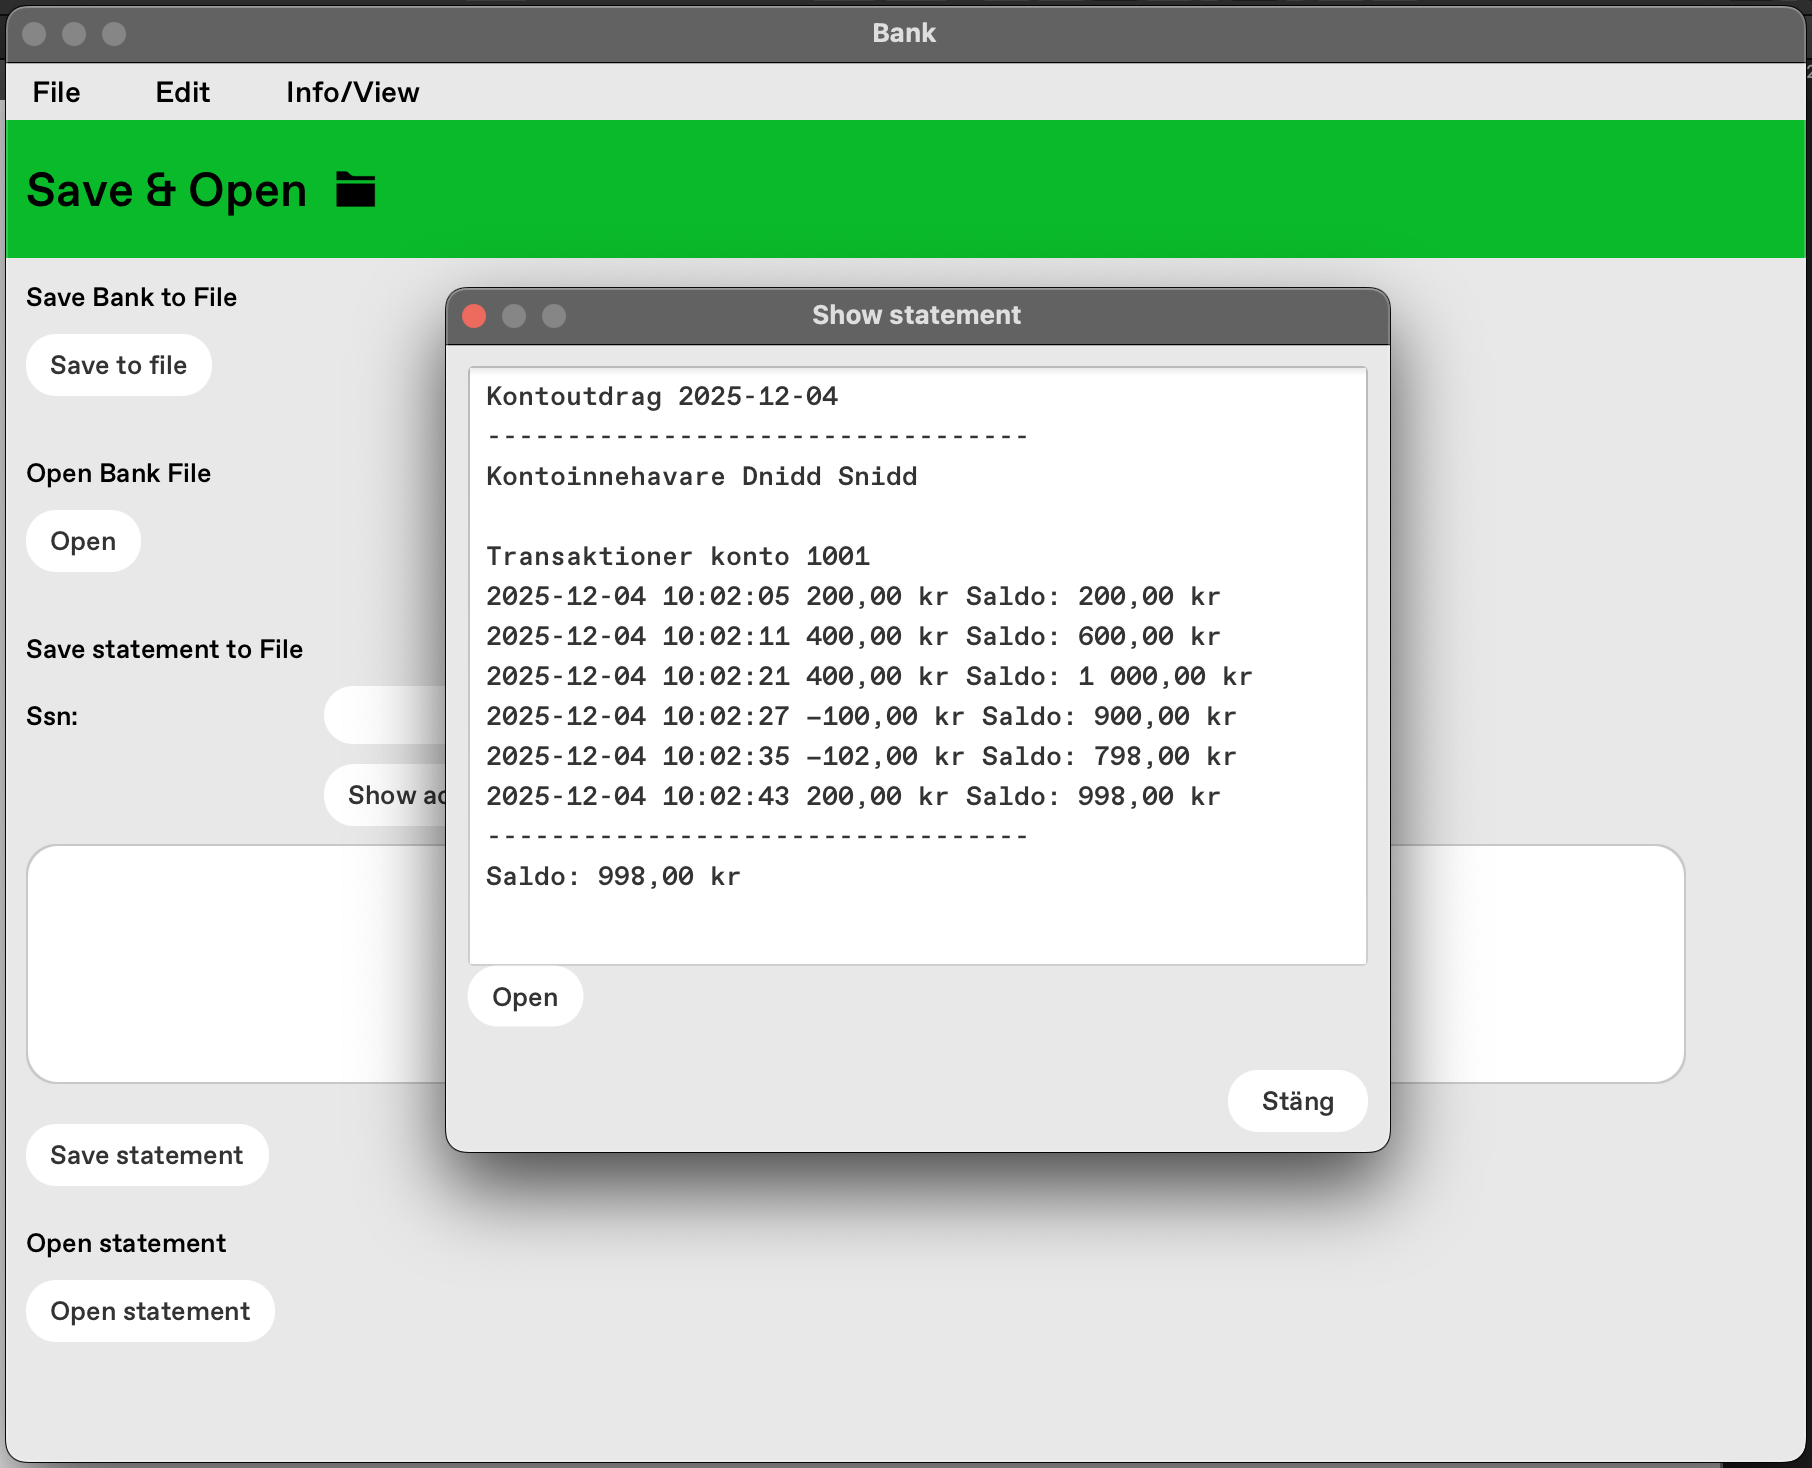 Bank
File Edit Info/View
Save & Open
Save Bank to File
Save to file
Open Bank File
Open
Save statement to File
Ssn:
Show
Save statement
Open statement
Open statement
Show statement
Kontoutdrag 2025-12-04
----------------------------------
Kontoinnehavare Dnidd Snidd
Transaktioner konto 1001
2025-12-04 10:02:05 200,00 kr Saldo: 200,00 kr
2025-12-04 10:02:11 400,00 kr Saldo: 600,00 kr
2025-12-04 10:02:21 400,00 kr Saldo: 1 000,00 kr
2025-12-04 10:02:27 −100,00 kr Saldo: 900,00 kr
2025-12-04 10:02:35 −102,00 kr Saldo: 798,00 kr
2025-12-04 10:02:43 200,00 kr Saldo: 998,00 kr
----------------------------------
Saldo: 998,00 kr
Open
Stäng